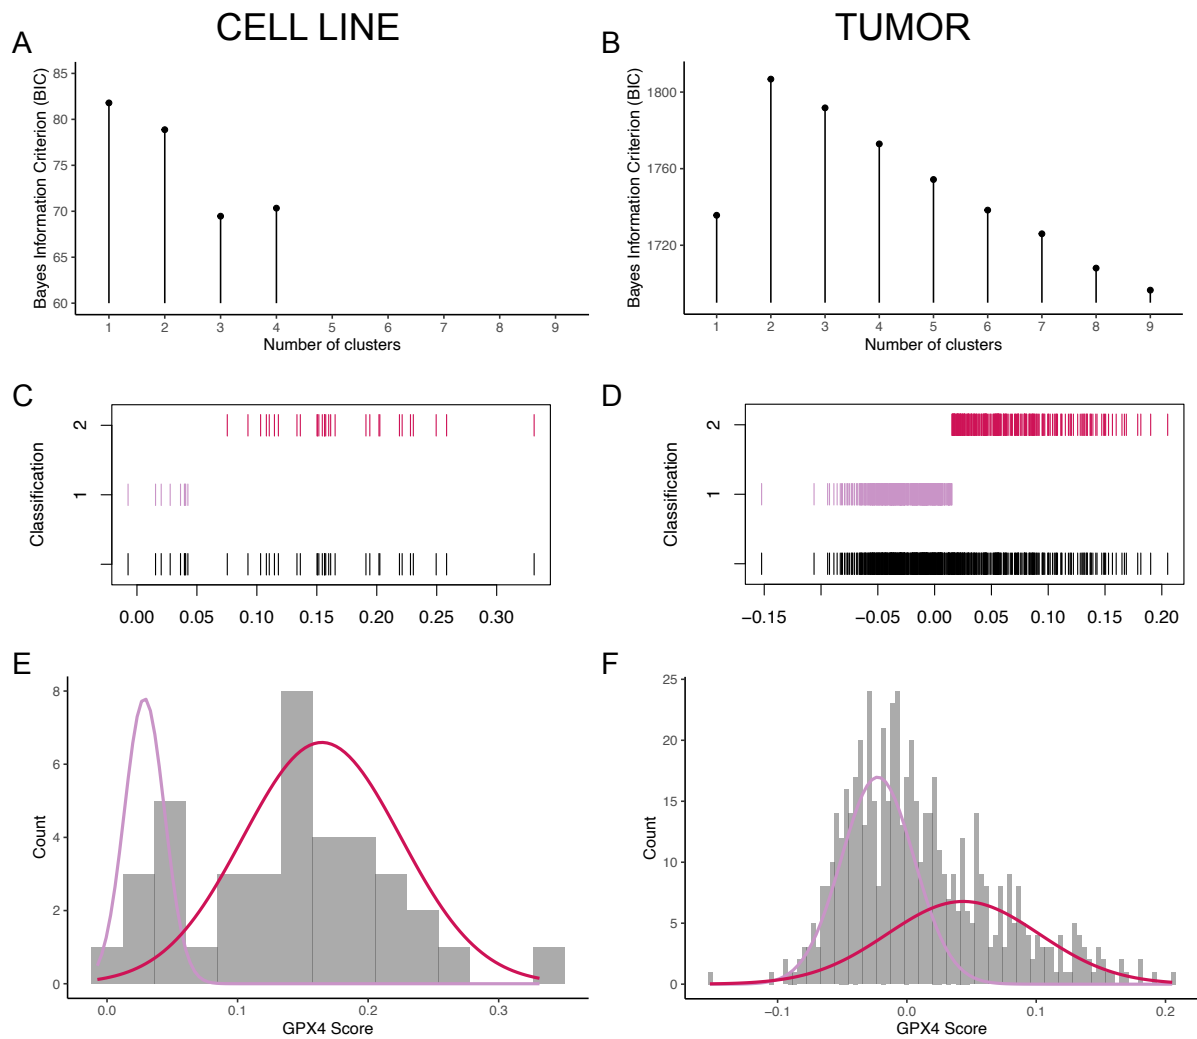 CELL LINE
TUMOR
A
Bayes Information Criterion (BIC)
85
80
75
70
65
60
1 2 3 4 5 6 7 8 9
Number of clusters
B
Bayes Information Criterion (BIC)
1800
1760
1720
1 2 3 4 5 6 7 8 9
Number of clusters
C
Classification
2
1
0.00 0.05 0.10 0.15 0.20 0.25 0.30
D
Classification
2
1
−0.15 −0.05 0.00 0.05 0.10 0.15 0.20
E
Count
8
6
4
2
0
0.0 0.1 0.2 0.3
GPX4 Score
F
Count
25
20
15
10
5
0
−0.1 0.0 0.1 0.2
GPX4 Score